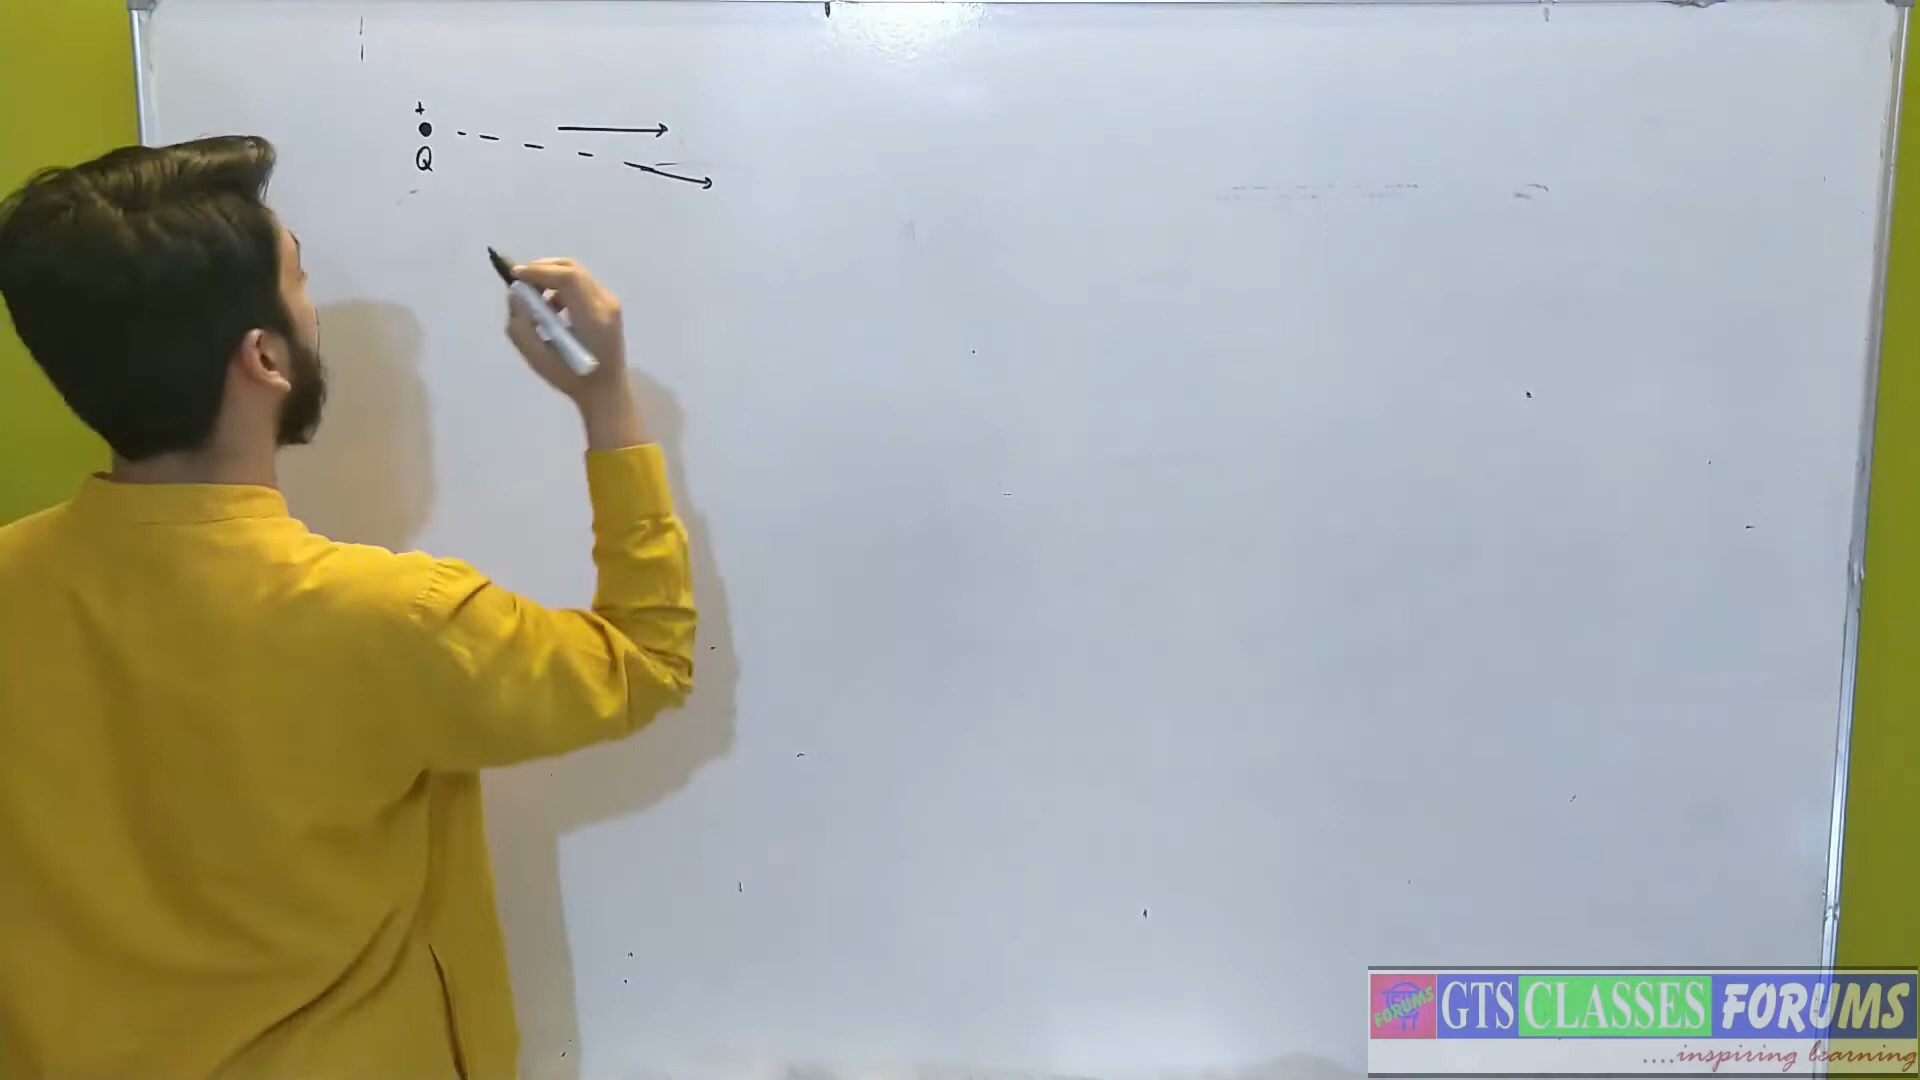 +
Q
FORUMS GTS CLASSES FORUMS
....inspiring learning